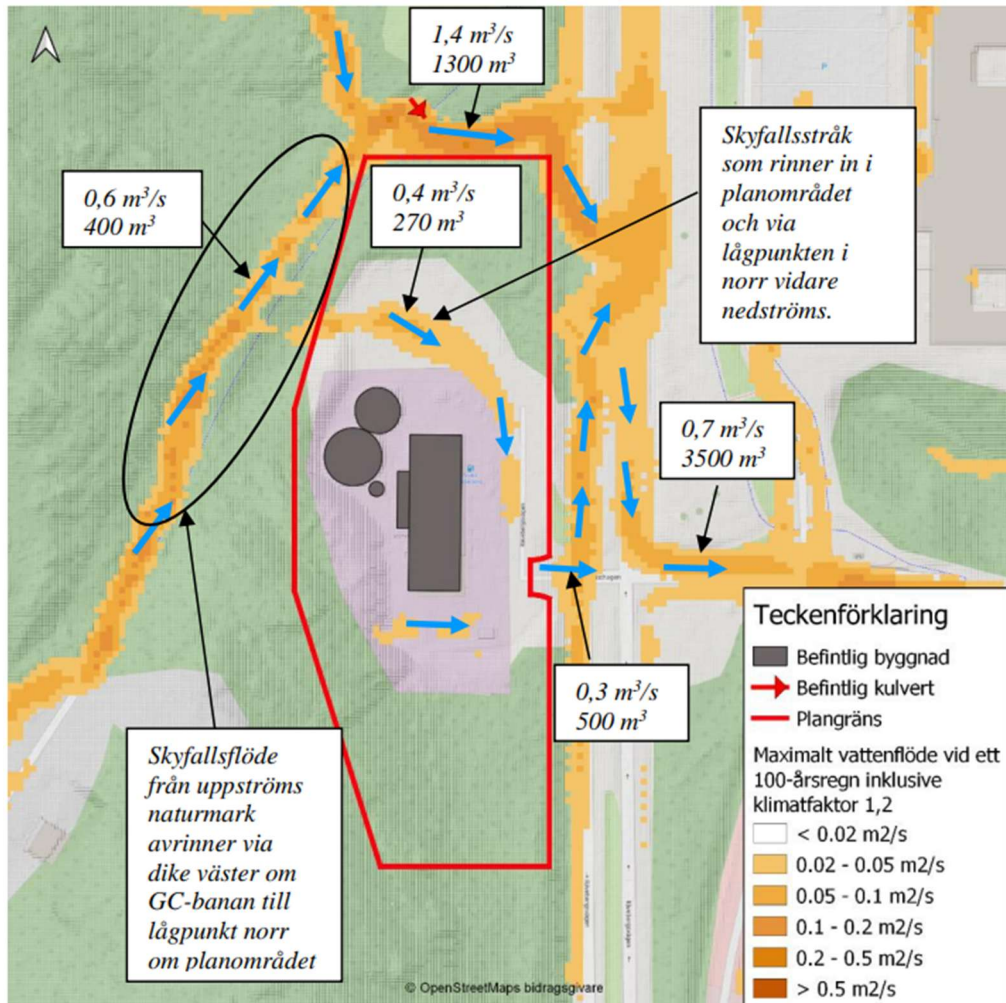 1,4 m³/s
1300 m³
Skyfallsstråk
som rinner in i
planområdet
och via
lågpunkten i
norr vidare
nedströms.
0,6 m³/s
400 m³
0,4 m³/s
270 m³
0,7 m³/s
3500 m³
0,3 m³/s
500 m³
Skyfallsflöde
från uppströms
naturmark
avrinner via
dike väster om
GC-banan till
lågpunkt norr
om planområdet
Teckenförklaring
Befintlig byggnad
Befintlig kulvert
Plangräns
Maximalt vattenflöde vid ett
100-årsregn inklusive
klimatfaktor 1,2
< 0.02 m2/s
0.02 - 0.05 m2/s
0.05 - 0.1 m2/s
0.1 - 0.2 m2/s
0.2 - 0.5 m2/s
> 0.5 m2/s
© OpenStreetMaps bidragsgivare